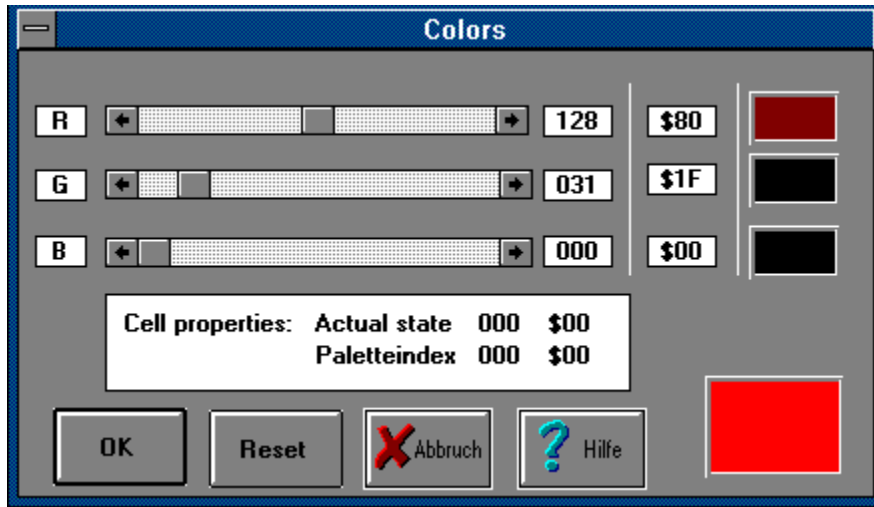 Colors
R 128 $80
G 031 $1F
B 000 $00
Cell properties: Actual state 000 $00
Paletteindex 000 $00
OK Reset Abbruch Hilfe